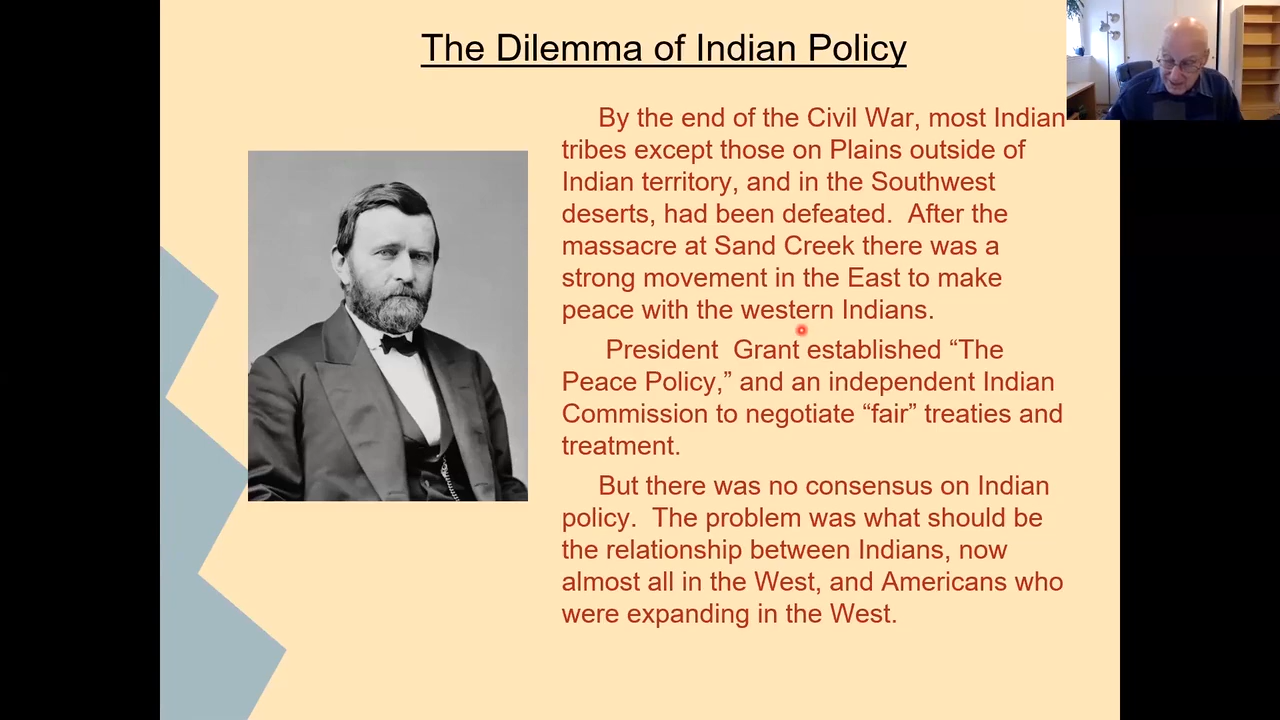 The Dilemma of Indian Policy
By the end of the Civil War, most Indian
tribes except those on Plains outside of
Indian territory, and in the Southwest
deserts, had been defeated.  After the
massacre at Sand Creek there was a
strong movement in the East to make
peace with the western Indians.
President  Grant established “The
Peace Policy,” and an independent Indian
Commission to negotiate “fair” treaties and
treatment.
But there was no consensus on Indian
policy.  The problem was what should be
the relationship between Indians, now
almost all in the West, and Americans who
were expanding in the West.